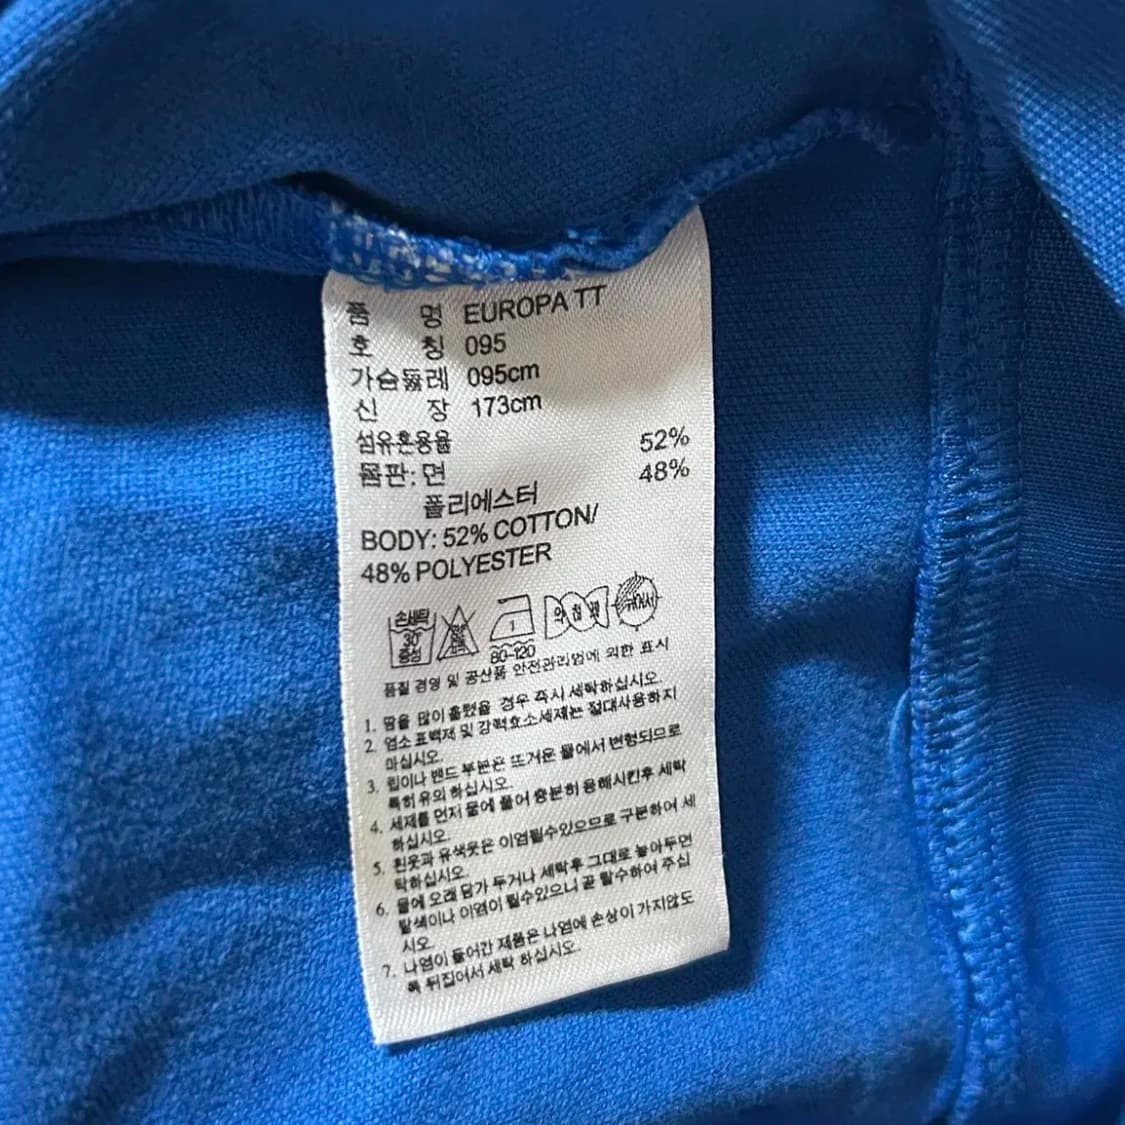 품 명 EUROPA TT
호 칭 095
가슴둘레 095cm
신 장 173cm
섬유혼용율
몸판: 면 52%
폴리에스터 48%
BODY: 52% COTTON/
48% POLYESTER
손세탁
30°
중성
1
80-120
약 하 게
그늘에서
품질 경영 및 공산품 안전관리법에 의한 표시
1. 땀을 많이 흘렸을 경우 즉시 세탁하십시오.
2. 염소 표백제 및 강력효소세제는 절대사용하지
마십시오.
3. 립이나 밴드 부분은 뜨거운 물에서 변형되므로
특히 유의 하십시오.
4. 세제를 먼저 물에 풀어 충분히 용해시킨후 세탁
하십시오.
5. 흰옷과 유색옷은 이염될수있으므로 구분하여 세
탁하십시오.
6. 물에 오래 담가 두거나 세탁후 그대로 놓아두면
탈색이나 이염이 될수있으니 곧 탈수하여 주십
시오.
7. 나염이 들어간 제품은 나염에 손상이 가지않도
록 뒤집어서 세탁 하십시오.